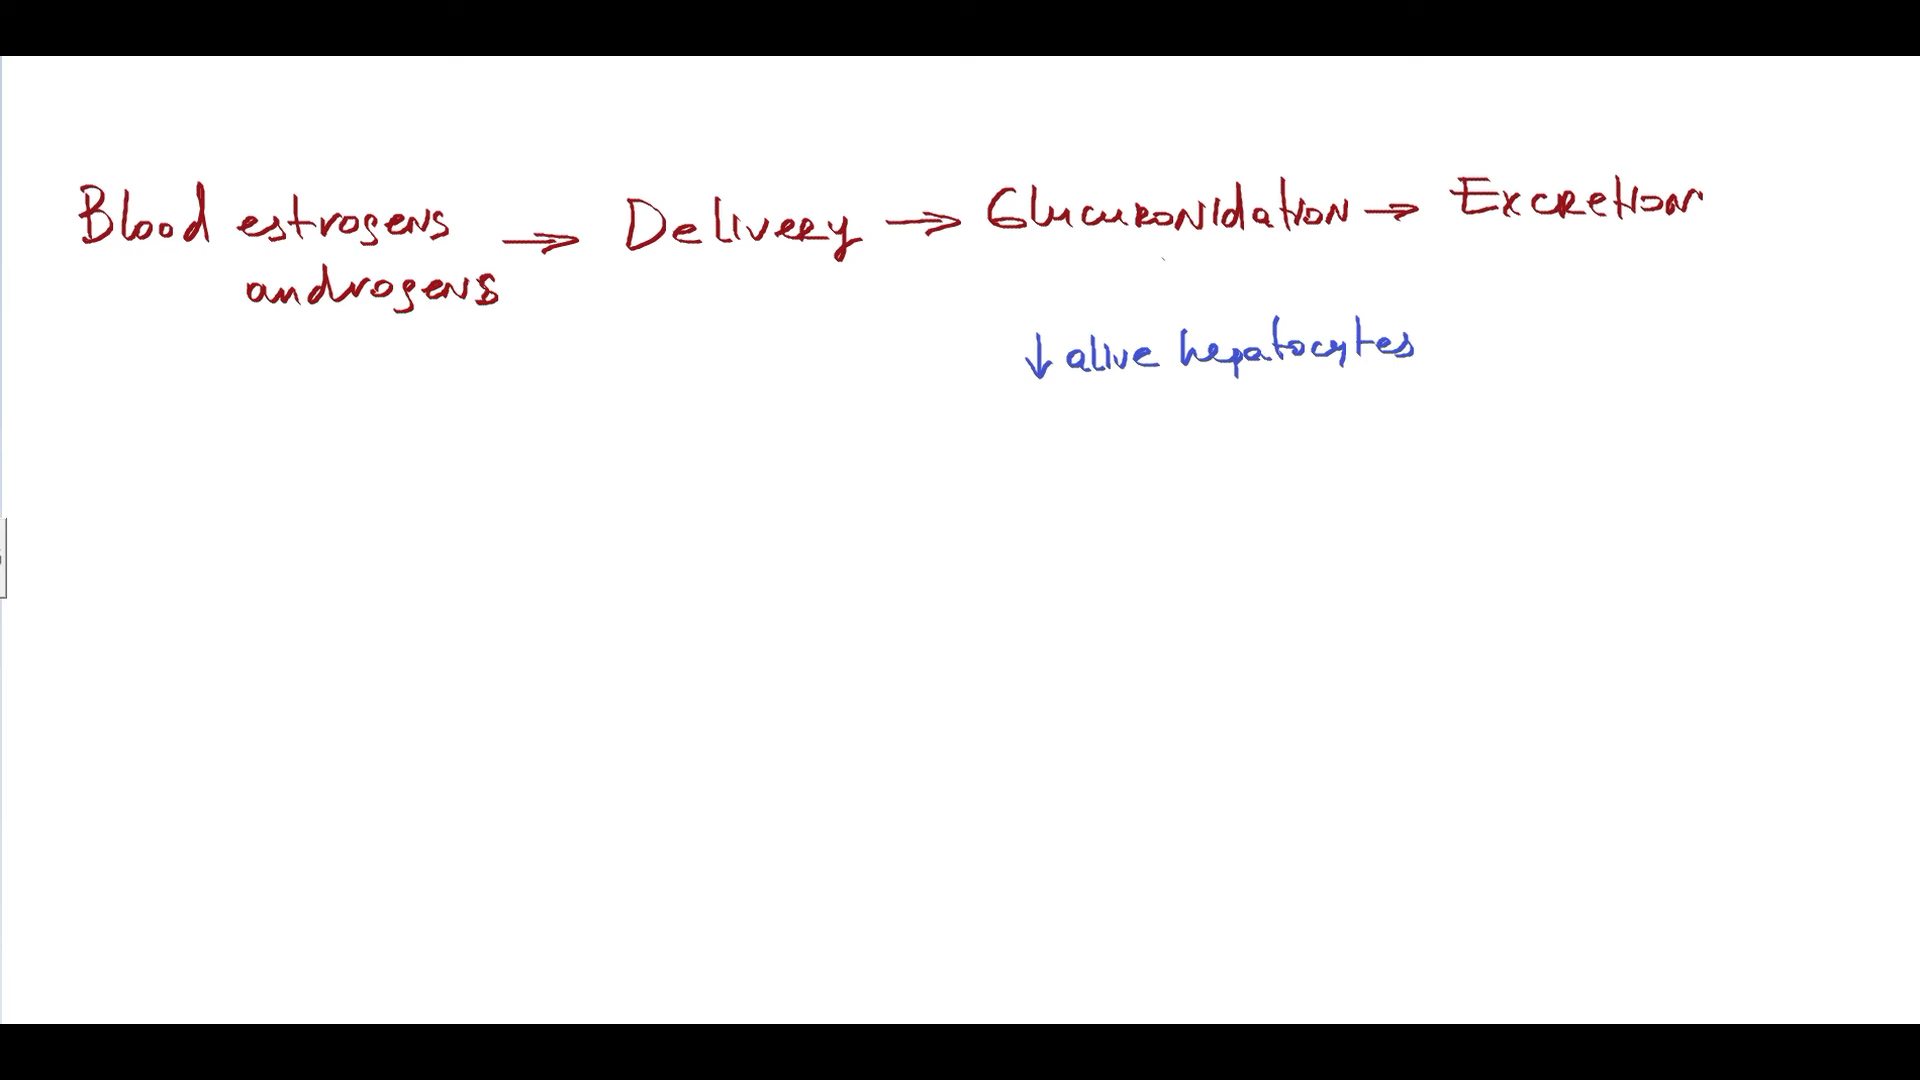 Blood estrogens → Delivery → Glucuronidation → Excretion
androgens
↓ alive hepatocytes